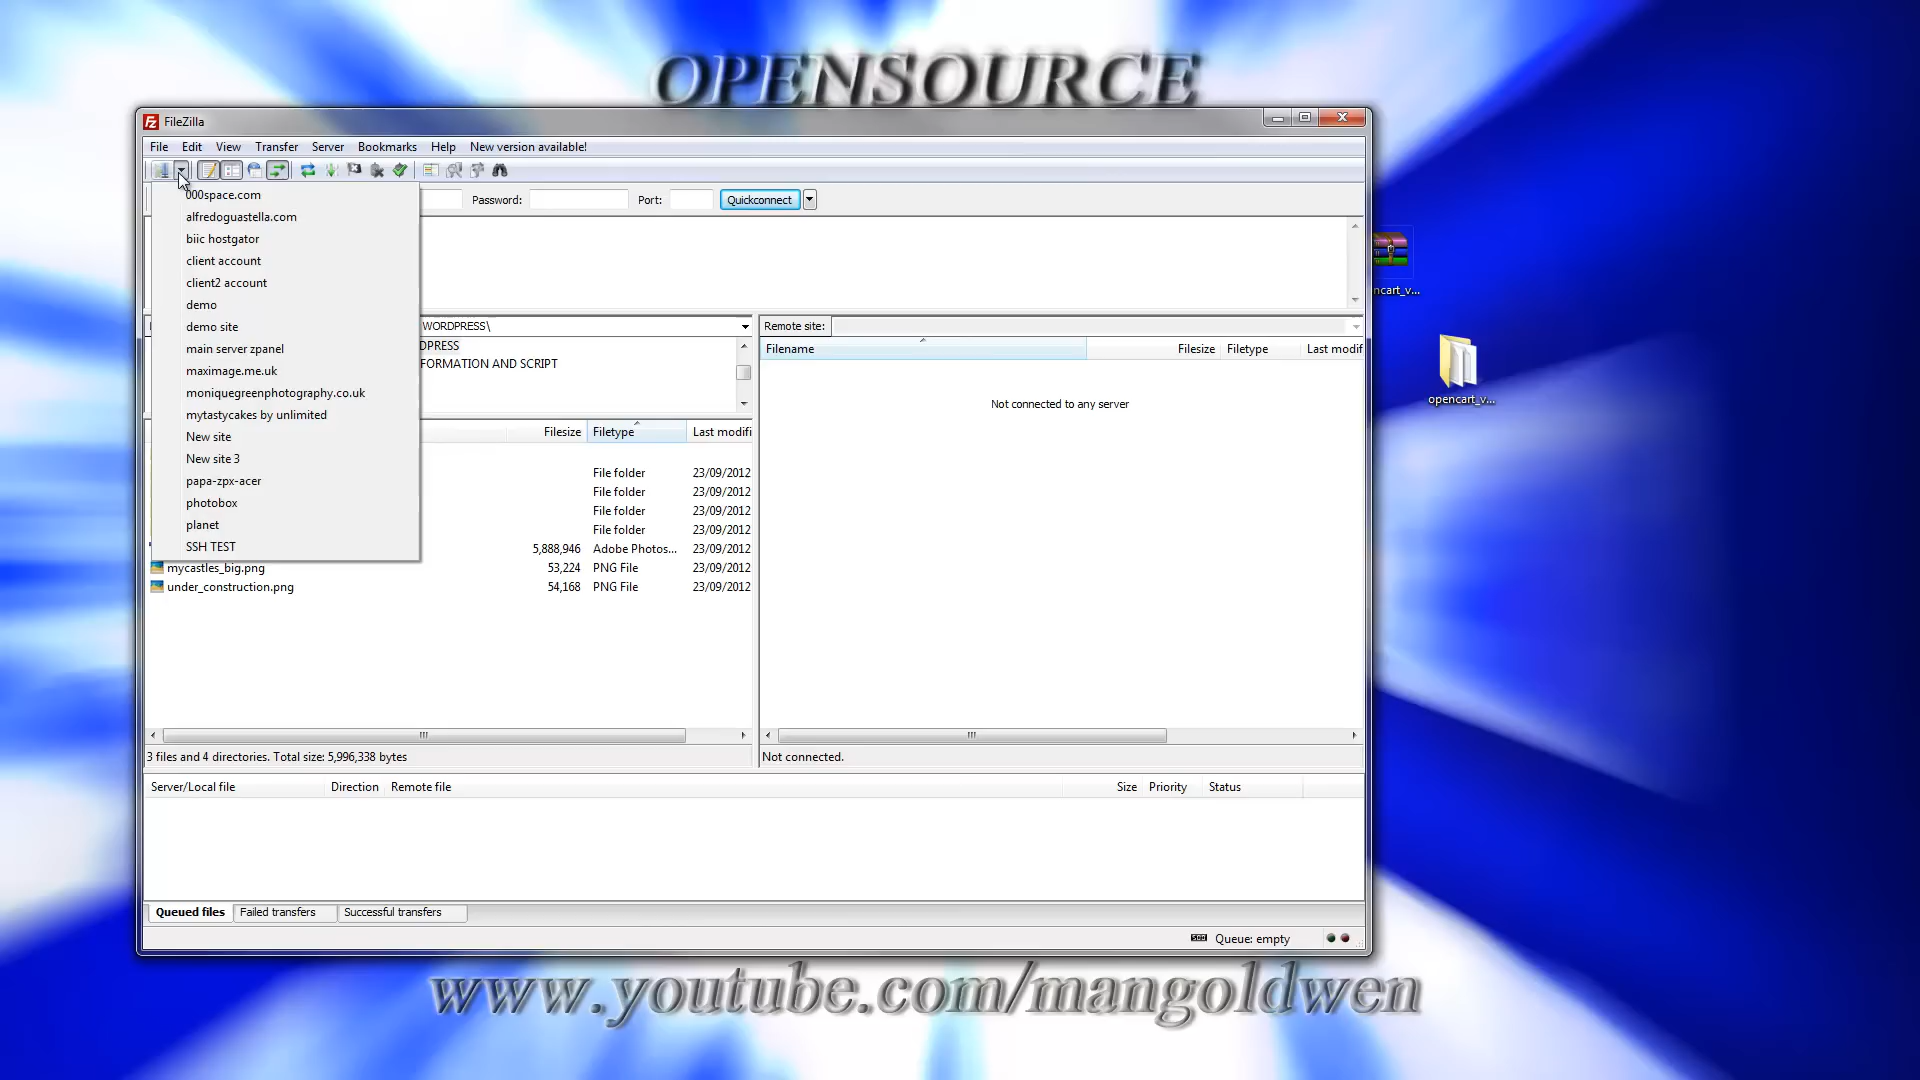 OPENSOURCE
FileZilla
File Edit View Transfer Server Bookmarks Help New version available!
000space.com
alfredoguastella.com
biic hostgator
client account
client2 account
demo
demo site
main server zpanel
maximage.me.uk
moniquegreenphotography.co.uk
mytastycakes by unlimited
New site
New site 3
papa-zpx-acer
photobox
planet
SSH TEST
Password: Port: Quickconnect
WORDPRESS\
DPRESS
FORMATION AND SCRIPT
Filesize Filetype Last modifi
File folder 23/09/2012
File folder 23/09/2012
File folder 23/09/2012
File folder 23/09/2012
5,888,946 Adobe Photos... 23/09/2012
mycastles_big.png 53,224 PNG File 23/09/2012
under_construction.png 54,168 PNG File 23/09/2012
3 files and 4 directories. Total size: 5,996,338 bytes
Remote site:
Filename Filesize Filetype Last modif
Not connected to any server
Not connected.
Server/Local file Direction Remote file Size Priority Status
Queued files Failed transfers Successful transfers
Queue: empty
ncart_v...
opencart_v...
www.youtube.com/mangoldwen